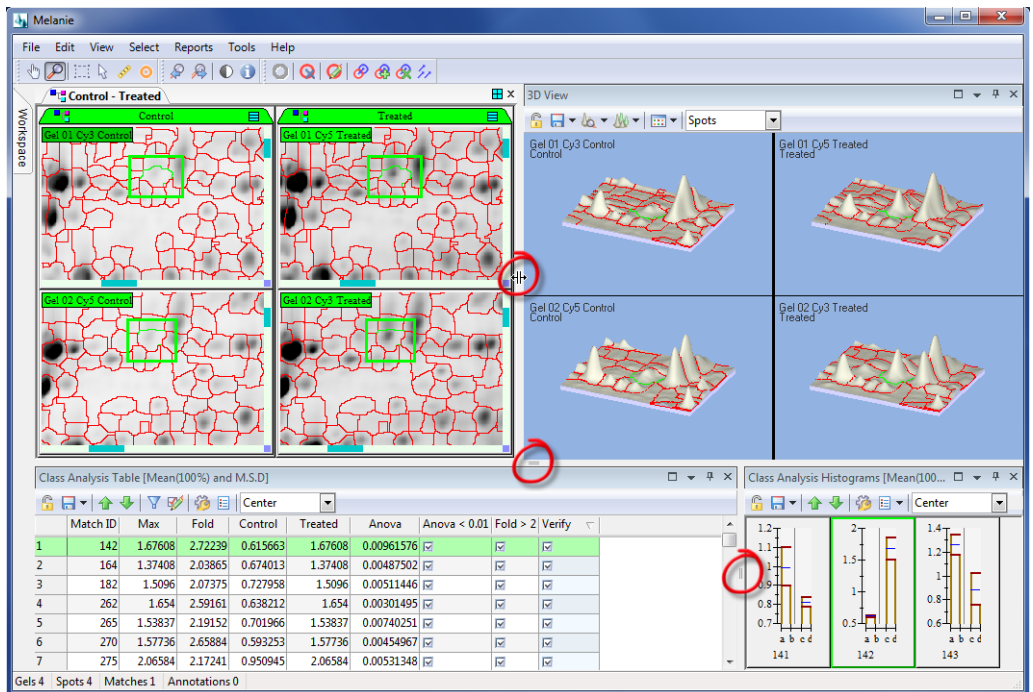 Melanie
File Edit View Select Reports Tools Help
Workspace
Control - Treated
Control
Treated
Gel 01 Cy3 Control
Gel 01 Cy5 Treated
Gel 02 Cy5 Control
Gel 02 Cy3 Treated
3D View
Spots
Gel 01 Cy3 Control
Control
Gel 01 Cy5 Treated
Treated
Gel 02 Cy5 Control
Control
Gel 02 Cy3 Treated
Treated
Class Analysis Table [Mean(100%) and M.S.D]
Center
Match ID Max Fold Control Treated Anova Anova < 0.01 Fold > 2 Verify
1 142 1.67608 2.72239 0.615663 1.67608 0.00961576
2 164 1.37408 2.03865 0.674013 1.37408 0.00487502
3 182 1.5096 2.07375 0.727958 1.5096 0.00511446
4 262 1.654 2.59161 0.638212 1.654 0.00301495
5 265 1.53837 2.19152 0.701966 1.53837 0.00740251
6 270 1.57736 2.65884 0.593253 1.57736 0.00454967
7 275 2.06584 2.17241 0.950945 2.06584 0.00531348
Class Analysis Histograms [Mean(100...
Center
1.2
1.1
1
0.9
0.8
0.7
a b c d
141
2
1.5
1
0.5
a b c d
142
1.4
1.2
1
0.8
0.6
a b c d
143
Gels 4 Spots 4 Matches 1 Annotations 0